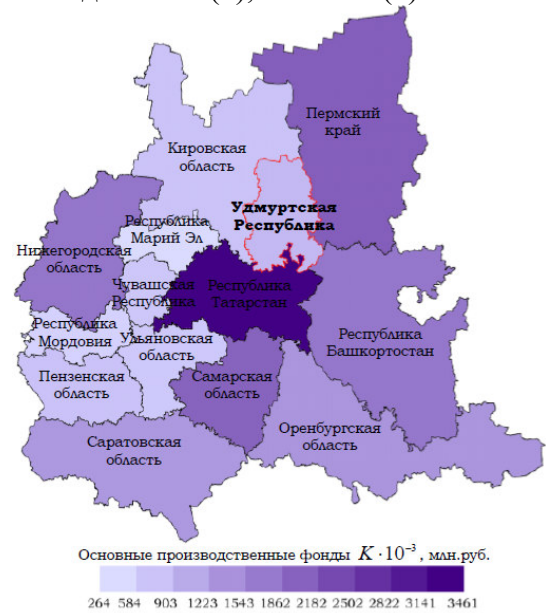 Пермский
край
Кировская
область
Удмуртская
Республика
Республика
Марий Эл
Нижегородская
область
Чувашская
Республика
Республика
Татарстан
Республика
Мордовия
Ульяновская
область
Республика
Башкортостан
Пензенская
область
Самарская
область
Оренбургская
область
Саратовская
область
Основные производственные фонды K · 10⁻³, млн.руб.
264 584 903 1223 1543 1862 2182 2502 2822 3141 3461